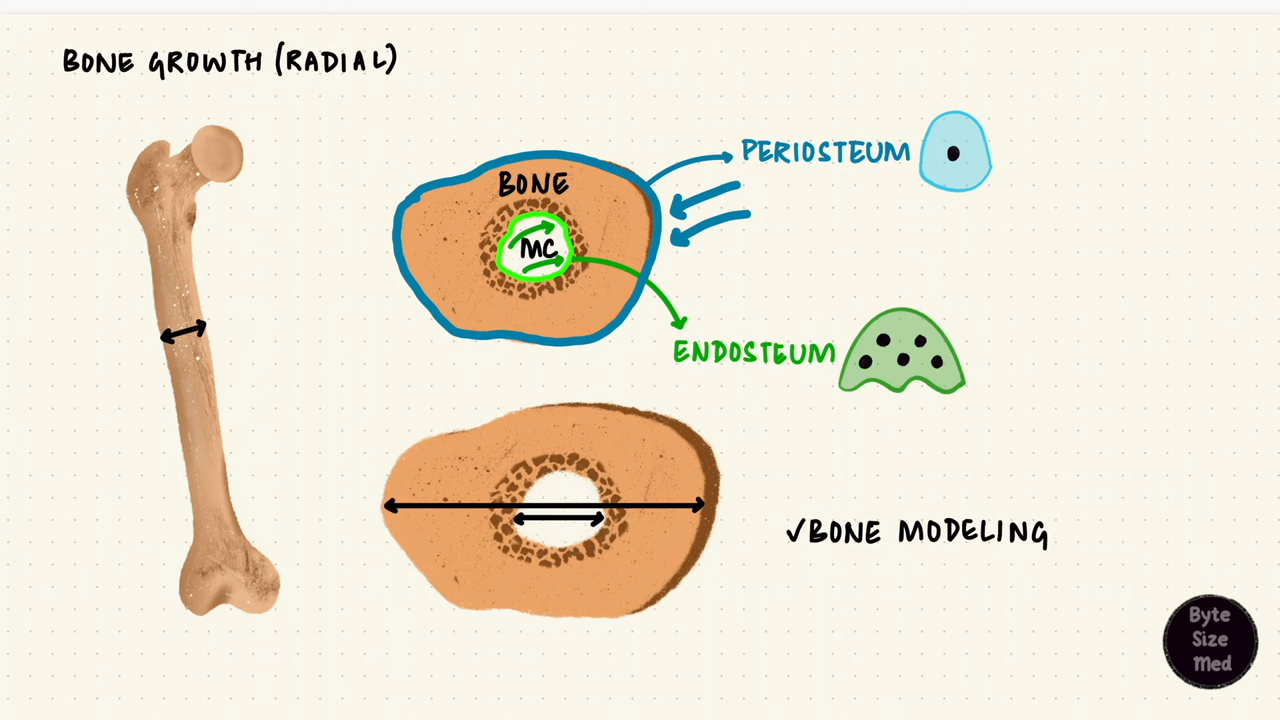 BONE GROWTH (RADIAL)
PERIOSTEUM
BONE
MC
ENDOSTEUM
✓BONE MODELING
Byte
Size
Med